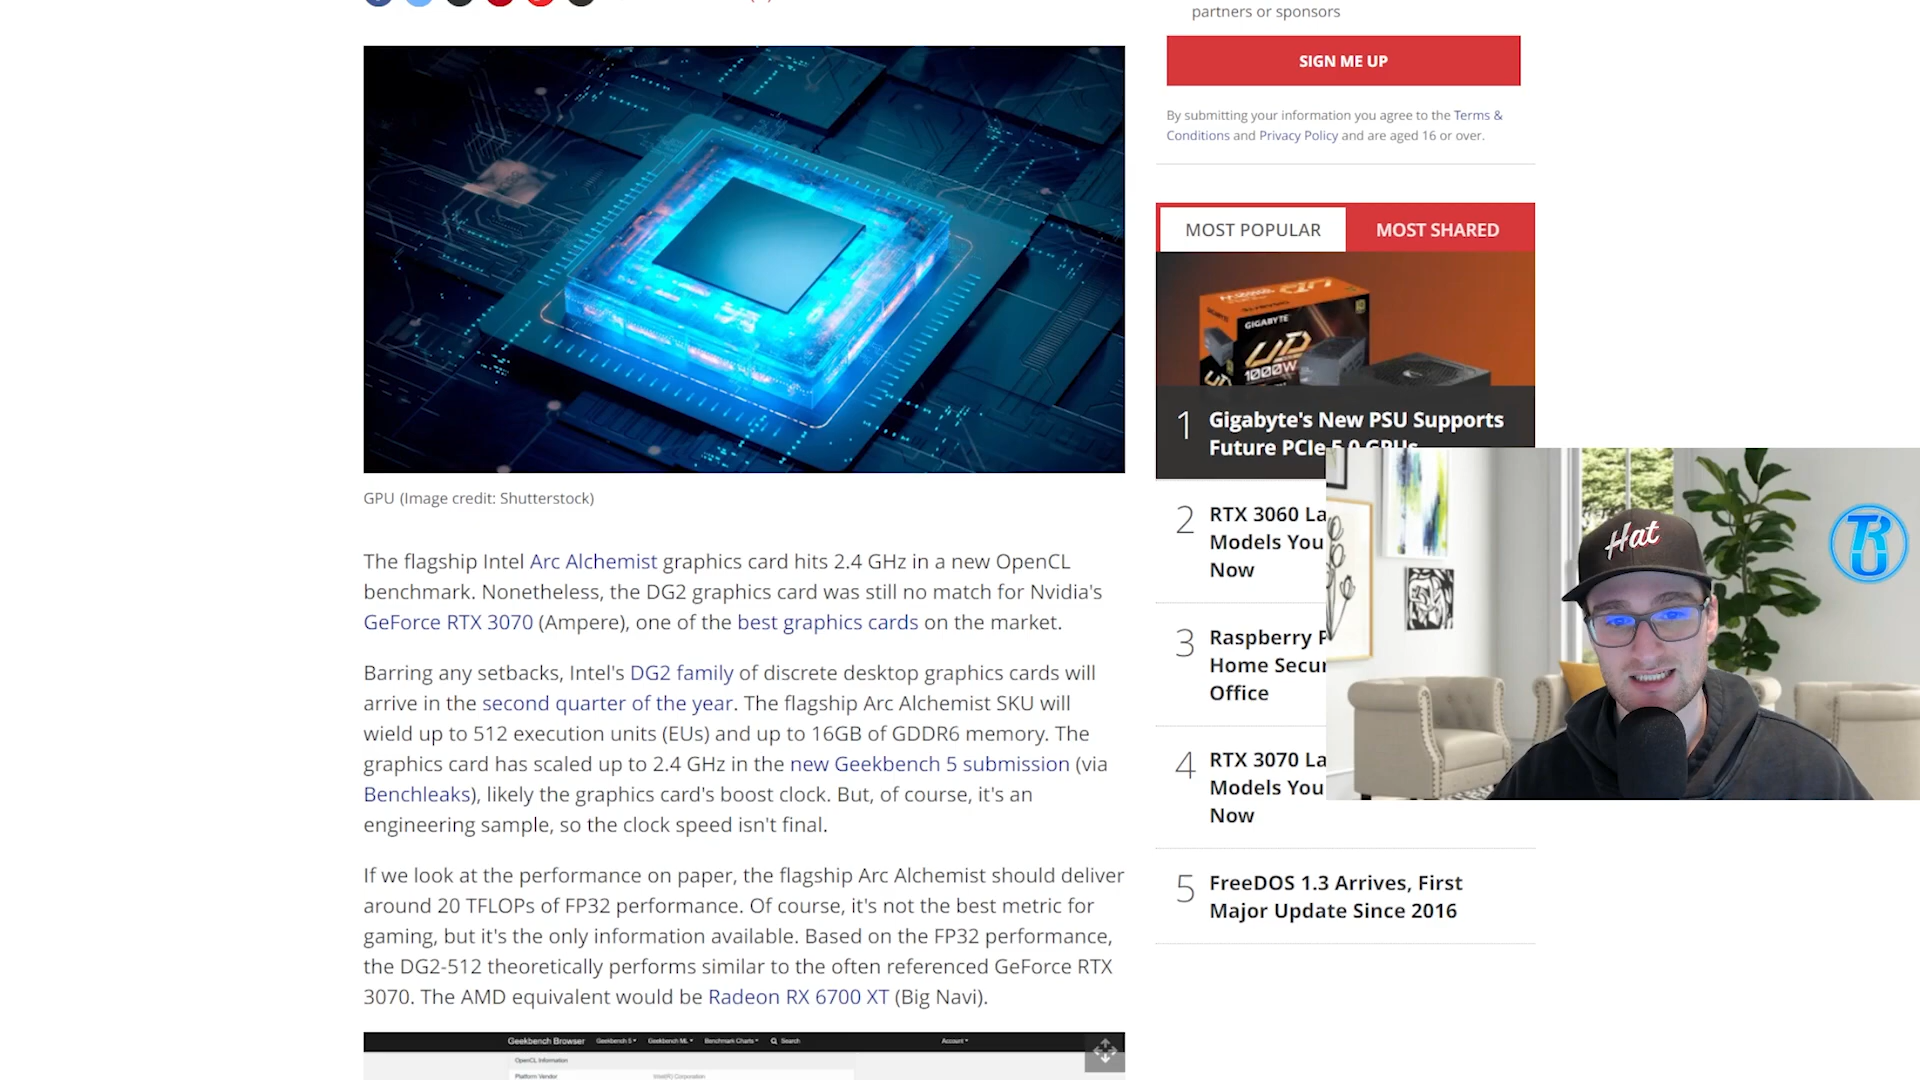 partners or sponsors
SIGN ME UP
By submitting your information you agree to the Terms &
Conditions and Privacy Policy and are aged 16 or over.
MOST POPULAR
MOST SHARED
GIGABYTE
UD
1000W
1
Gigabyte's New PSU Supports
Future PCIe 5.0 GPUs
2
RTX 3060 La
Models You
Now
3
Raspberry P
Home Secur
Office
4
RTX 3070 La
Models You
Now
5
FreeDOS 1.3 Arrives, First
Major Update Since 2016
Hat
TRU
GPU (Image credit: Shutterstock)
The flagship Intel Arc Alchemist graphics card hits 2.4 GHz in a new OpenCL
benchmark. Nonetheless, the DG2 graphics card was still no match for Nvidia's
GeForce RTX 3070 (Ampere), one of the best graphics cards on the market.
Barring any setbacks, Intel's DG2 family of discrete desktop graphics cards will
arrive in the second quarter of the year. The flagship Arc Alchemist SKU will
wield up to 512 execution units (EUs) and up to 16GB of GDDR6 memory. The
graphics card has scaled up to 2.4 GHz in the new Geekbench 5 submission (via
Benchleaks), likely the graphics card's boost clock. But, of course, it's an
engineering sample, so the clock speed isn't final.
If we look at the performance on paper, the flagship Arc Alchemist should deliver
around 20 TFLOPs of FP32 performance. Of course, it's not the best metric for
gaming, but it's the only information available. Based on the FP32 performance,
the DG2-512 theoretically performs similar to the often referenced GeForce RTX
3070. The AMD equivalent would be Radeon RX 6700 XT (Big Navi).
Geekbench Browser Geekbench 5 Geekbench ML Benchmark Charts Search Account
OpenCL Information
Platform Vendor Intel(R) Corporation